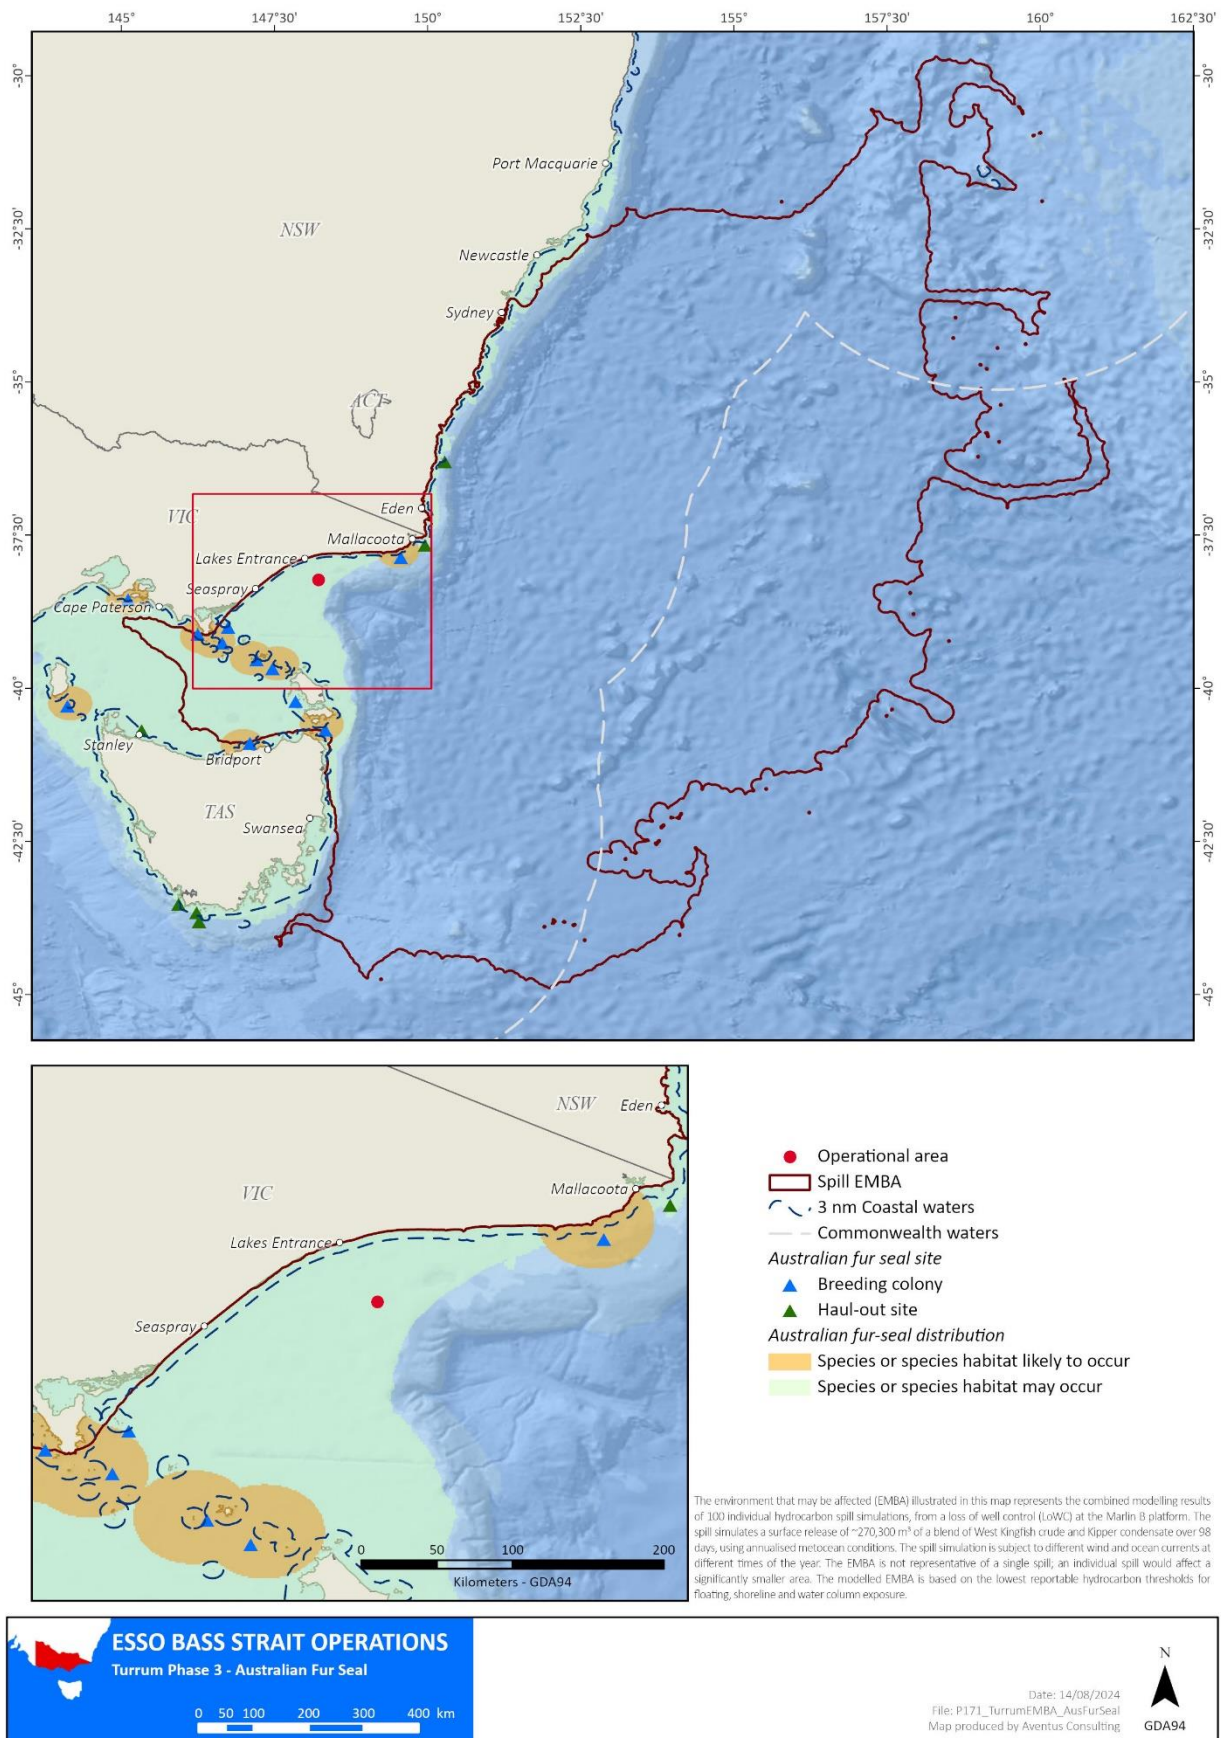 145°
147°30'
150°
152°30'
155°
157°30'
160°
162°30'
-30°
-30°
Port Macquarie
-32°30'
NSW
-32°30'
Newcastle
Sydney
-35°
-35°
ACT
Eden
VIC
Mallacoota
-37°30'
-37°30'
Lakes Entrance
Seaspray
Cape Paterson
-40°
-40°
Stanley
Bridport
TAS
Swansea
-42°30'
-42°30'
-45°
-45°
NSW
Eden
Mallacoota
VIC
Lakes Entrance
Seaspray
0 50 100 200
Kilometers - GDA94
Operational area
Spill EMBA
3 nm Coastal waters
Commonwealth waters
Australian fur seal site
Breeding colony
Haul-out site
Australian fur-seal distribution
Species or species habitat likely to occur
Species or species habitat may occur
The environment that may be affected (EMBA) illustrated in this map represents the combined modelling results
of 100 individual hydrocarbon spill simulations, from a loss of well control (LoWC) at the Marlin B platform. The
spill simulates a surface release of ~270,300 m³ of a blend of West Kingfish crude and Kipper condensate over 98
days, using annualised metocean conditions. The spill simulation is subject to different wind and ocean currents at
different times of the year. The EMBA is not representative of a single spill; an individual spill would affect a
significantly smaller area. The modelled EMBA is based on the lowest reportable hydrocarbon thresholds for
floating, shoreline and water column exposure.
ESSO BASS STRAIT OPERATIONS
Turrum Phase 3 - Australian Fur Seal
0 50 100 200 300 400 km
Date: 14/08/2024
File: P171_TurrumEMBA_AusFurSeal
Map produced by Aventus Consulting
N
GDA94